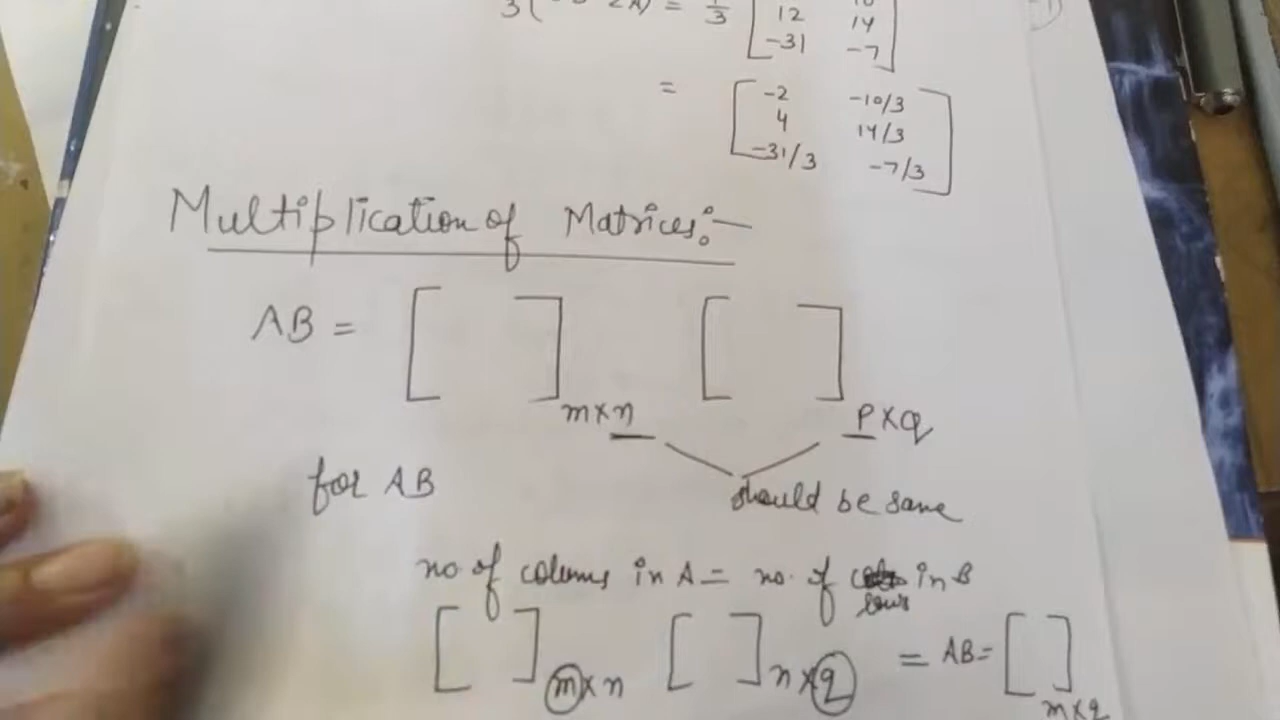 = 1/3 [ 12 14
-31 -7 ]
= [ -2 -10/3
4 14/3
-31/3 -7/3 ]
Multiplication of Matrices:-
AB = [ ] m×n [ ] p×q
should be same
for AB
no of colums in A = no. of rows in B
[ ] m×n [ ] n×q = AB = [ ] m×q